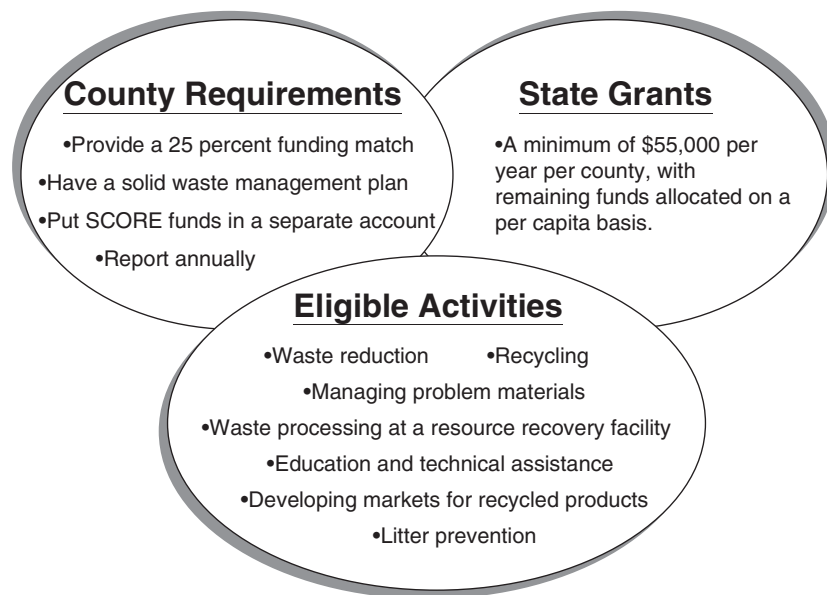 County Requirements
•Provide a 25 percent funding match
•Have a solid waste management plan
•Put SCORE funds in a separate account
•Report annually
State Grants
•A minimum of $55,000 per
year per county, with
remaining funds allocated on a
per capita basis.
Eligible Activities
•Waste reduction •Recycling
•Managing problem materials
•Waste processing at a resource recovery facility
•Education and technical assistance
•Developing markets for recycled products
•Litter prevention